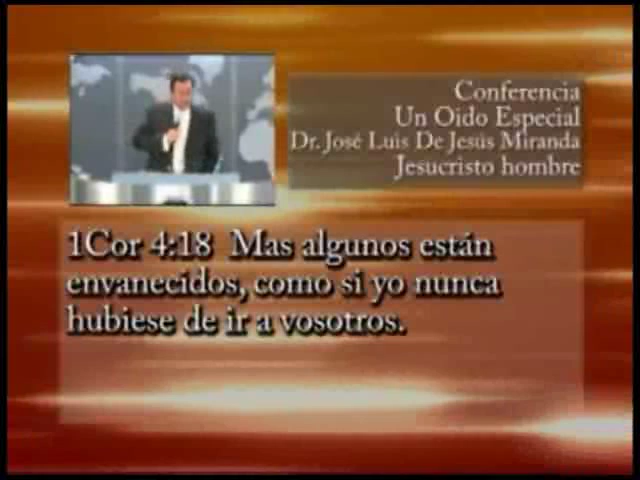 Conferencia
Un Oido Especial
Dr. José Luis De Jesús Miranda
Jesucristo hombre
1Cor 4:18 Mas algunos están
envanecidos, como si yo nunca
hubiese de ir a vosotros.